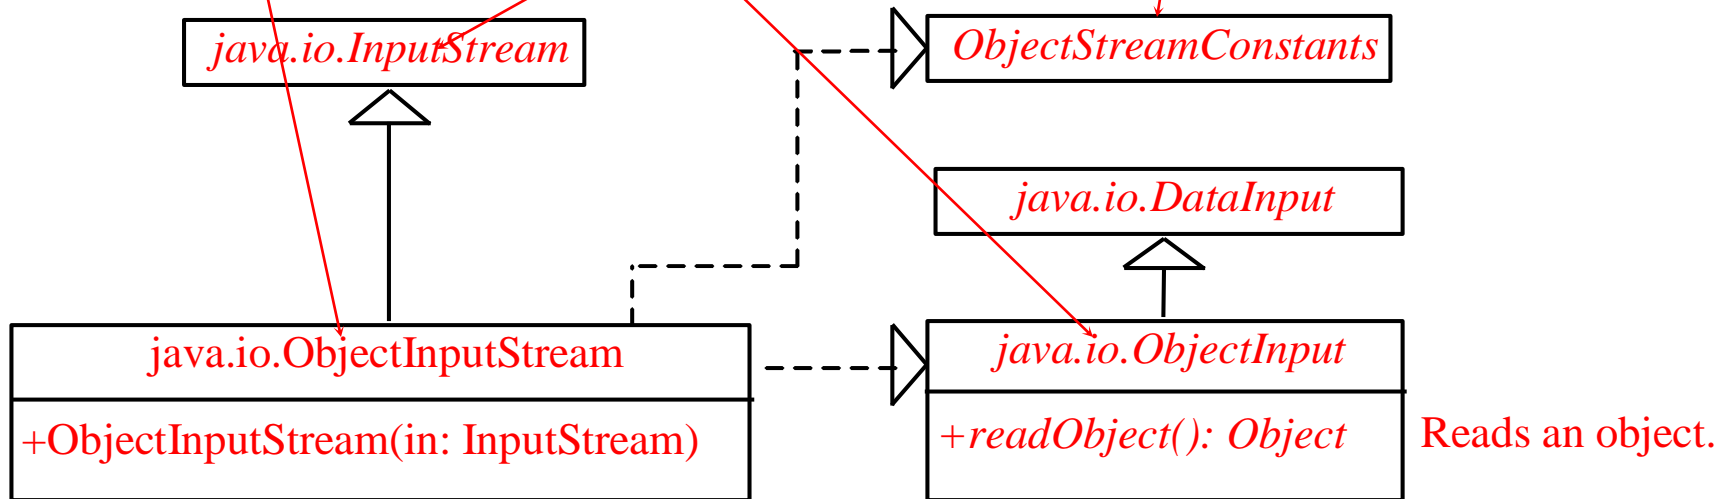 java.io.InputStream
ObjectStreamConstants
java.io.DataInput
java.io.ObjectInputStream
java.io.ObjectInput
+ObjectInputStream(in: InputStream)
+readObject(): Object
Reads an object.